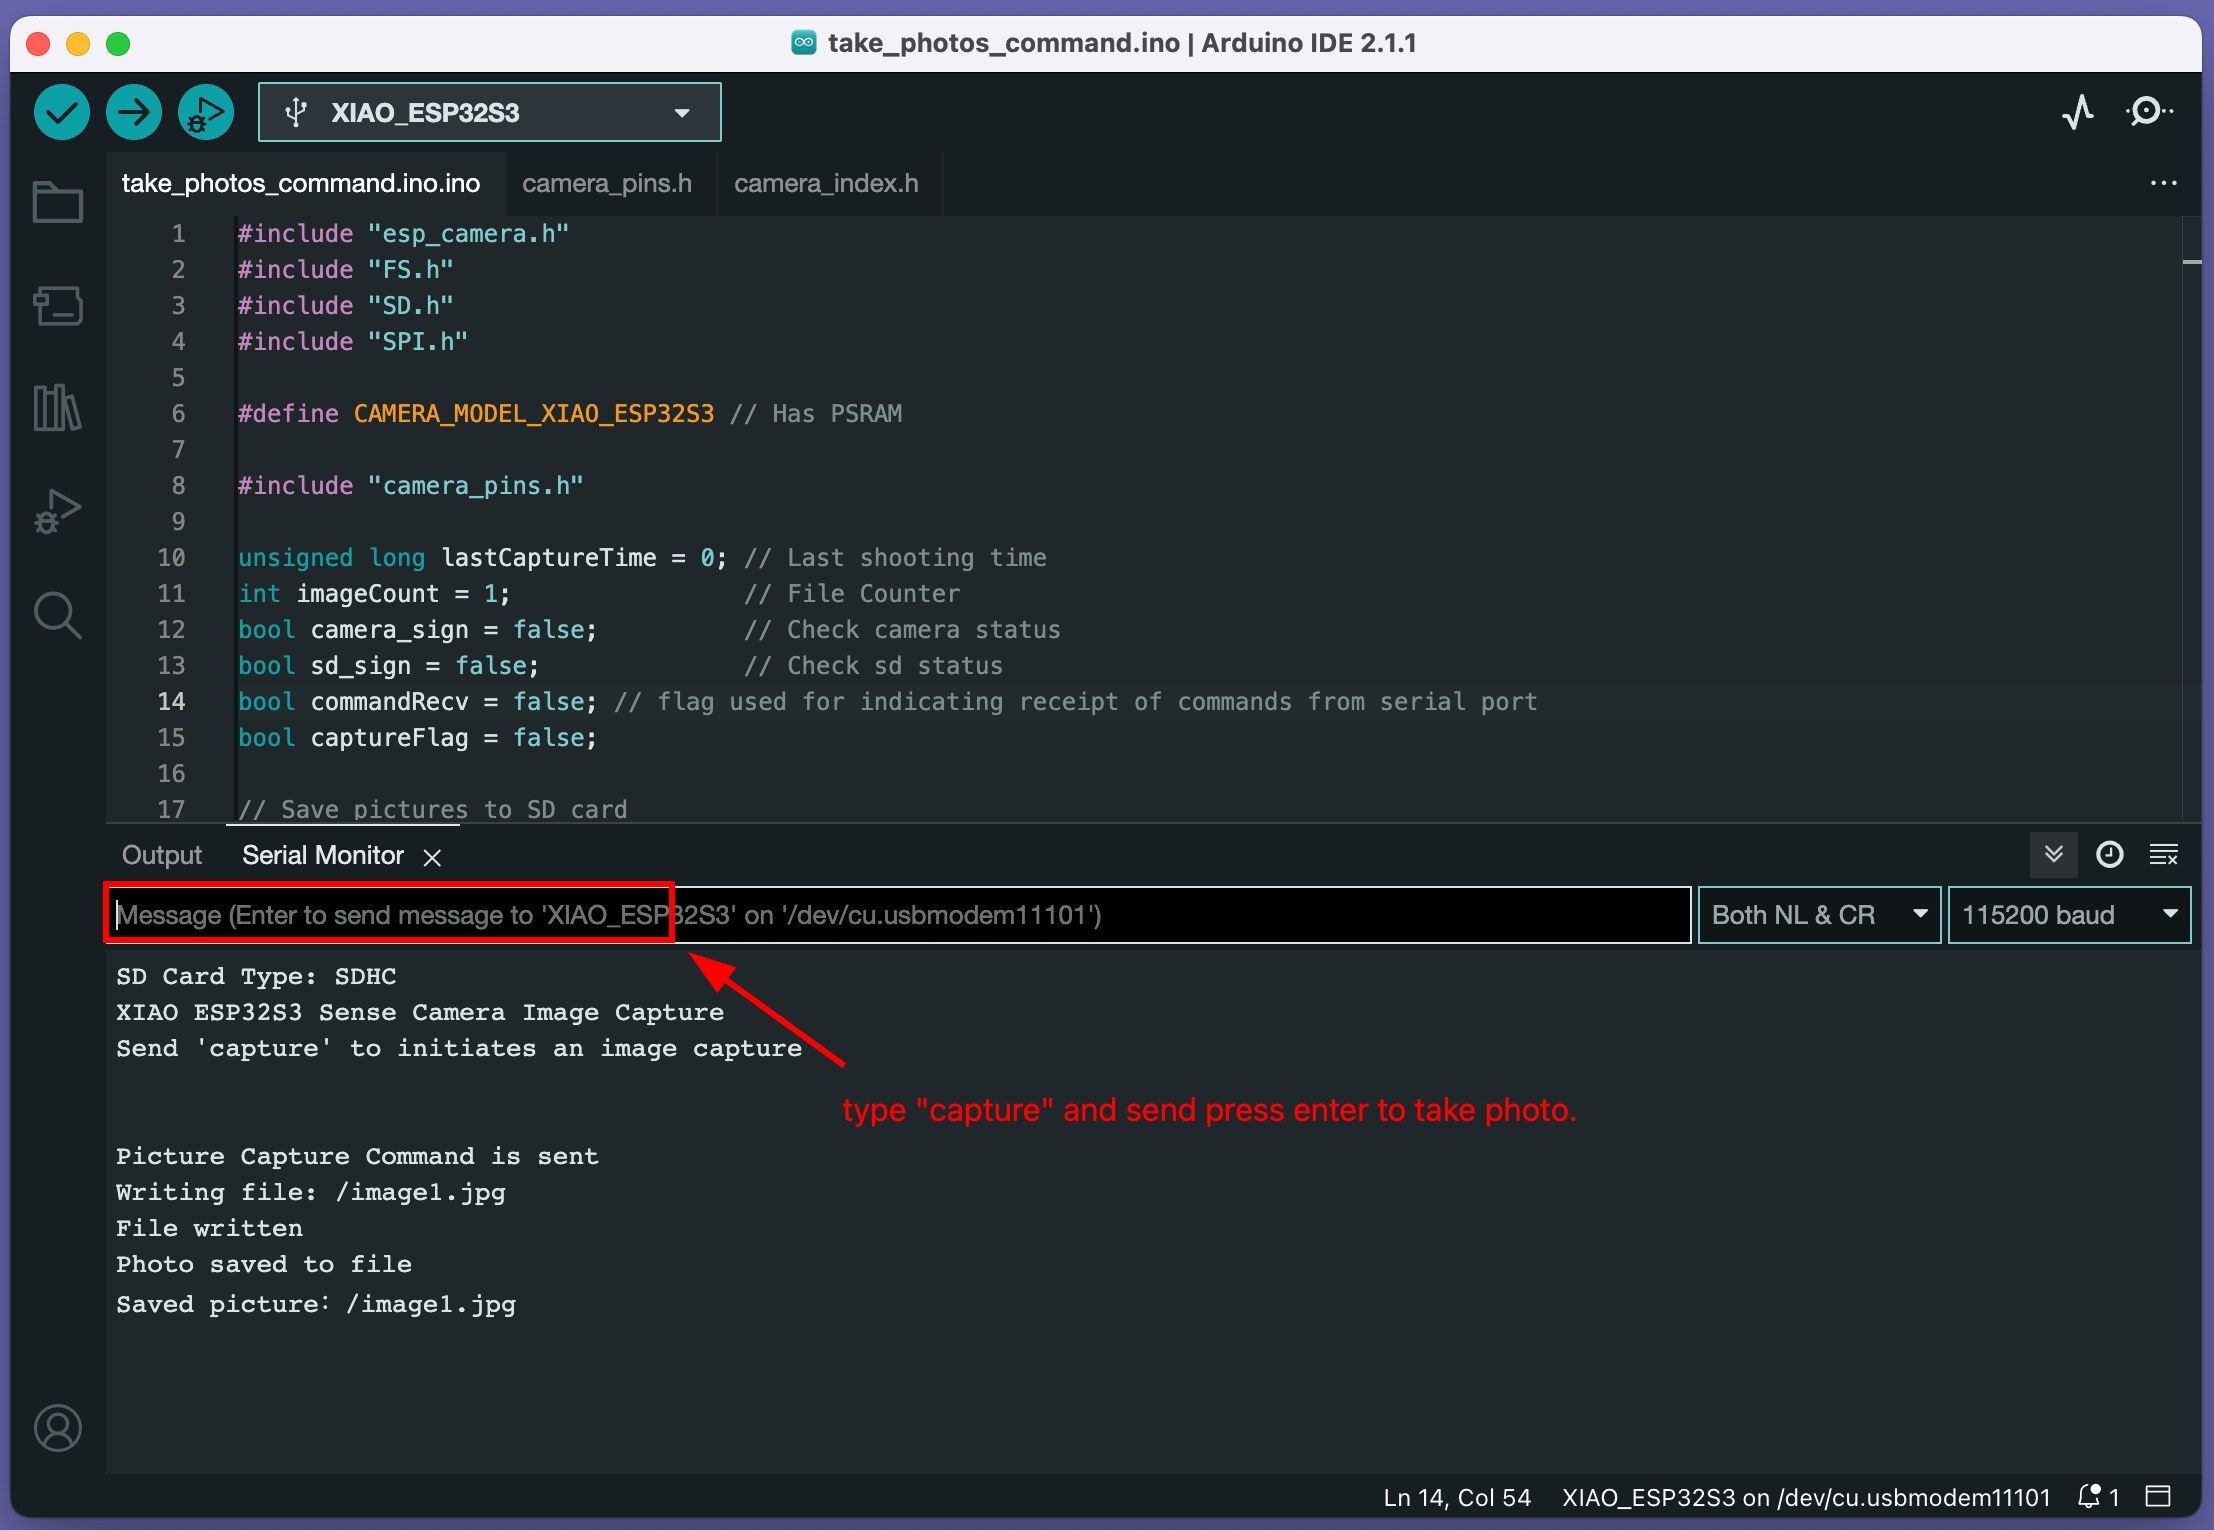 take_photos_command.ino | Arduino IDE 2.1.1
XIAO_ESP32S3
take_photos_command.ino.ino camera_pins.h camera_index.h
1 #include "esp_camera.h"
2 #include "FS.h"
3 #include "SD.h"
4 #include "SPI.h"
5
6 #define CAMERA_MODEL_XIAO_ESP32S3 // Has PSRAM
7
8 #include "camera_pins.h"
9
10 unsigned long lastCaptureTime = 0; // Last shooting time
11 int imageCount = 1; // File Counter
12 bool camera_sign = false; // Check camera status
13 bool sd_sign = false; // Check sd status
14 bool commandRecv = false; // flag used for indicating receipt of commands from serial port
15 bool captureFlag = false;
16
17 // Save pictures to SD card
Output Serial Monitor
Message (Enter to send message to 'XIAO_ESP32S3' on '/dev/cu.usbmodem11101') Both NL & CR 115200 baud
SD Card Type: SDHC
XIAO ESP32S3 Sense Camera Image Capture
Send 'capture' to initiates an image capture
type "capture" and send press enter to take photo.
Picture Capture Command is sent
Writing file: /image1.jpg
File written
Photo saved to file
Saved picture: /image1.jpg
Ln 14, Col 54 XIAO_ESP32S3 on /dev/cu.usbmodem11101 1